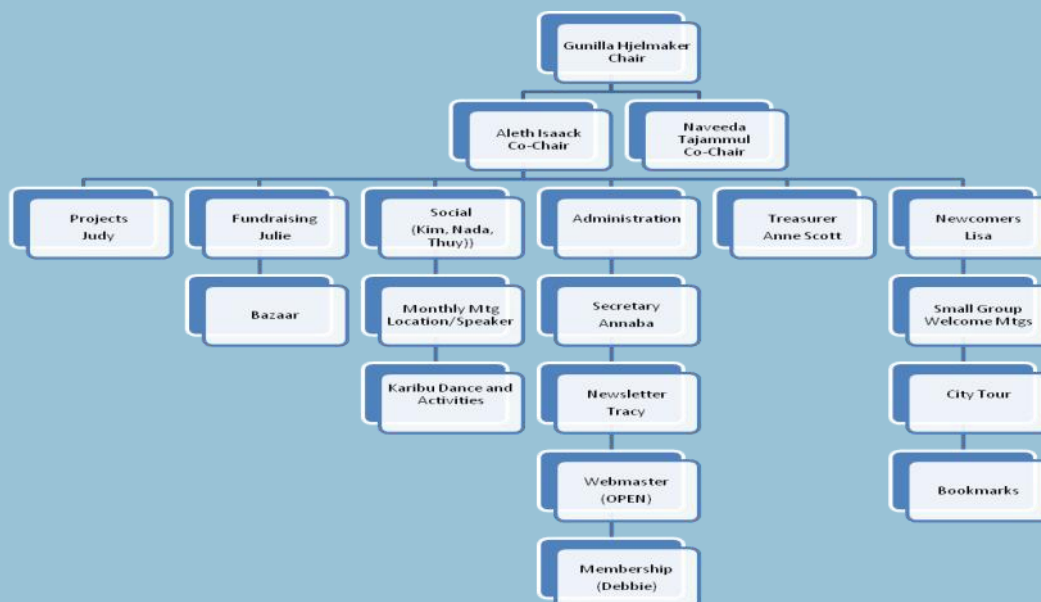 Gunilla Hjelmaker
Chair
Aleth Isaack
Co-Chair
Naveeda
Tajammul
Co-Chair
Projects
Judy
Fundraising
Julie
Social
(Kim, Nada,
Thuy))
Administration
Treasurer
Anne Scott
Newcomers
Lisa
Bazaar
Monthly Mtg
Location/Speaker
Secretary
Annaba
Small Group
Welcome Mtgs
Karibu Dance and
Activities
Newsletter
Tracy
City Tour
Webmaster
(OPEN)
Bookmarks
Membership
(Debbie)